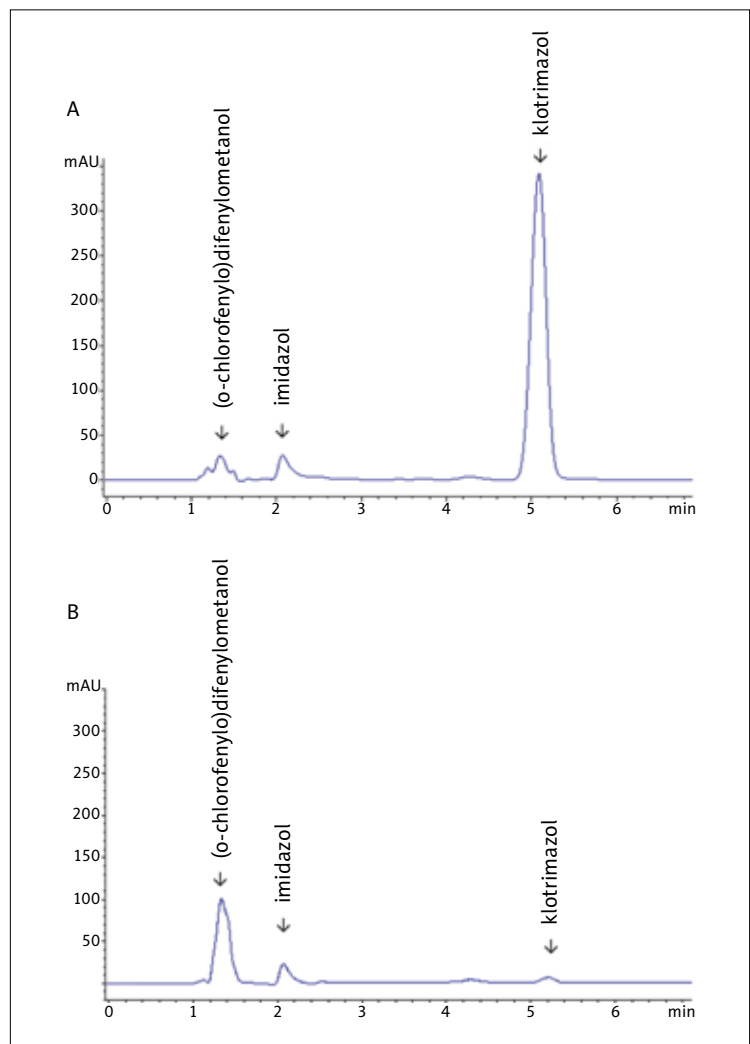 A
(o-chlorofenylo)difenylometanol
imidazol
klotrimazol
mAU
300
250
200
150
100
50
0
0 1 2 3 4 5 6 min
B
(o-chlorofenylo)difenylometanol
imidazol
klotrimazol
mAU
300
250
200
150
100
50
0 1 2 3 4 5 6 min